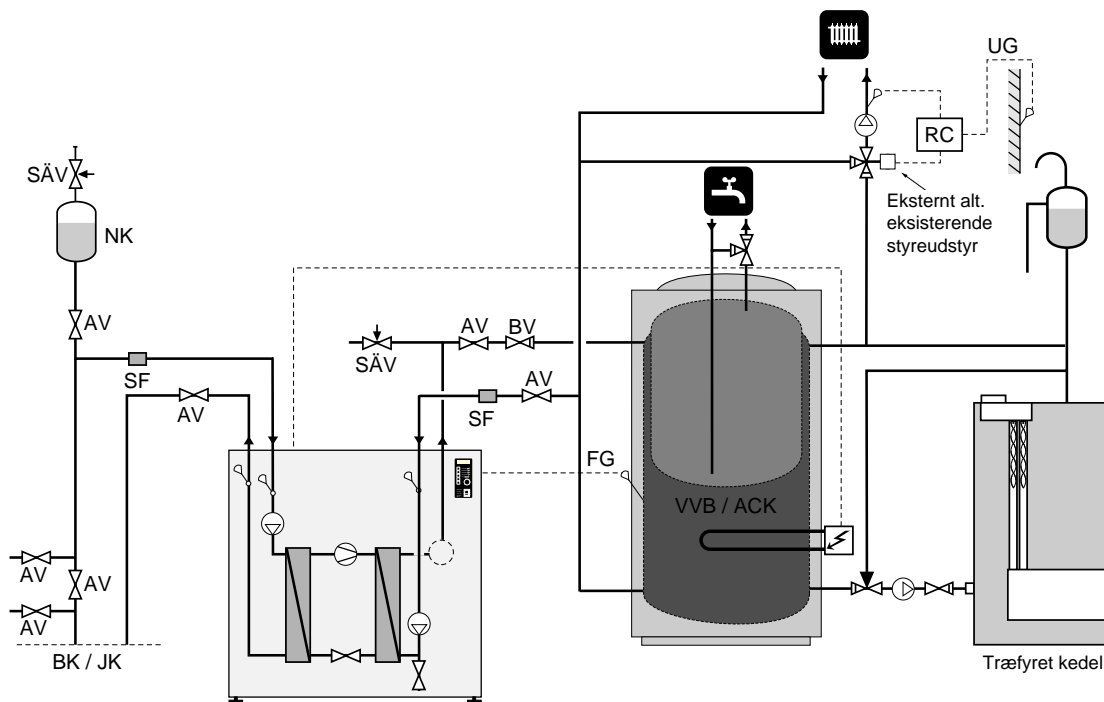 UG
RC
SÄV
Eksternt alt.
eksisterende
styreudstyr
NK
AV
AV
BV
SÄV
SF
AV
SF
AV
FG
VVB / ACK
AV
AV
AV
BK / JK
Træfyret kedel